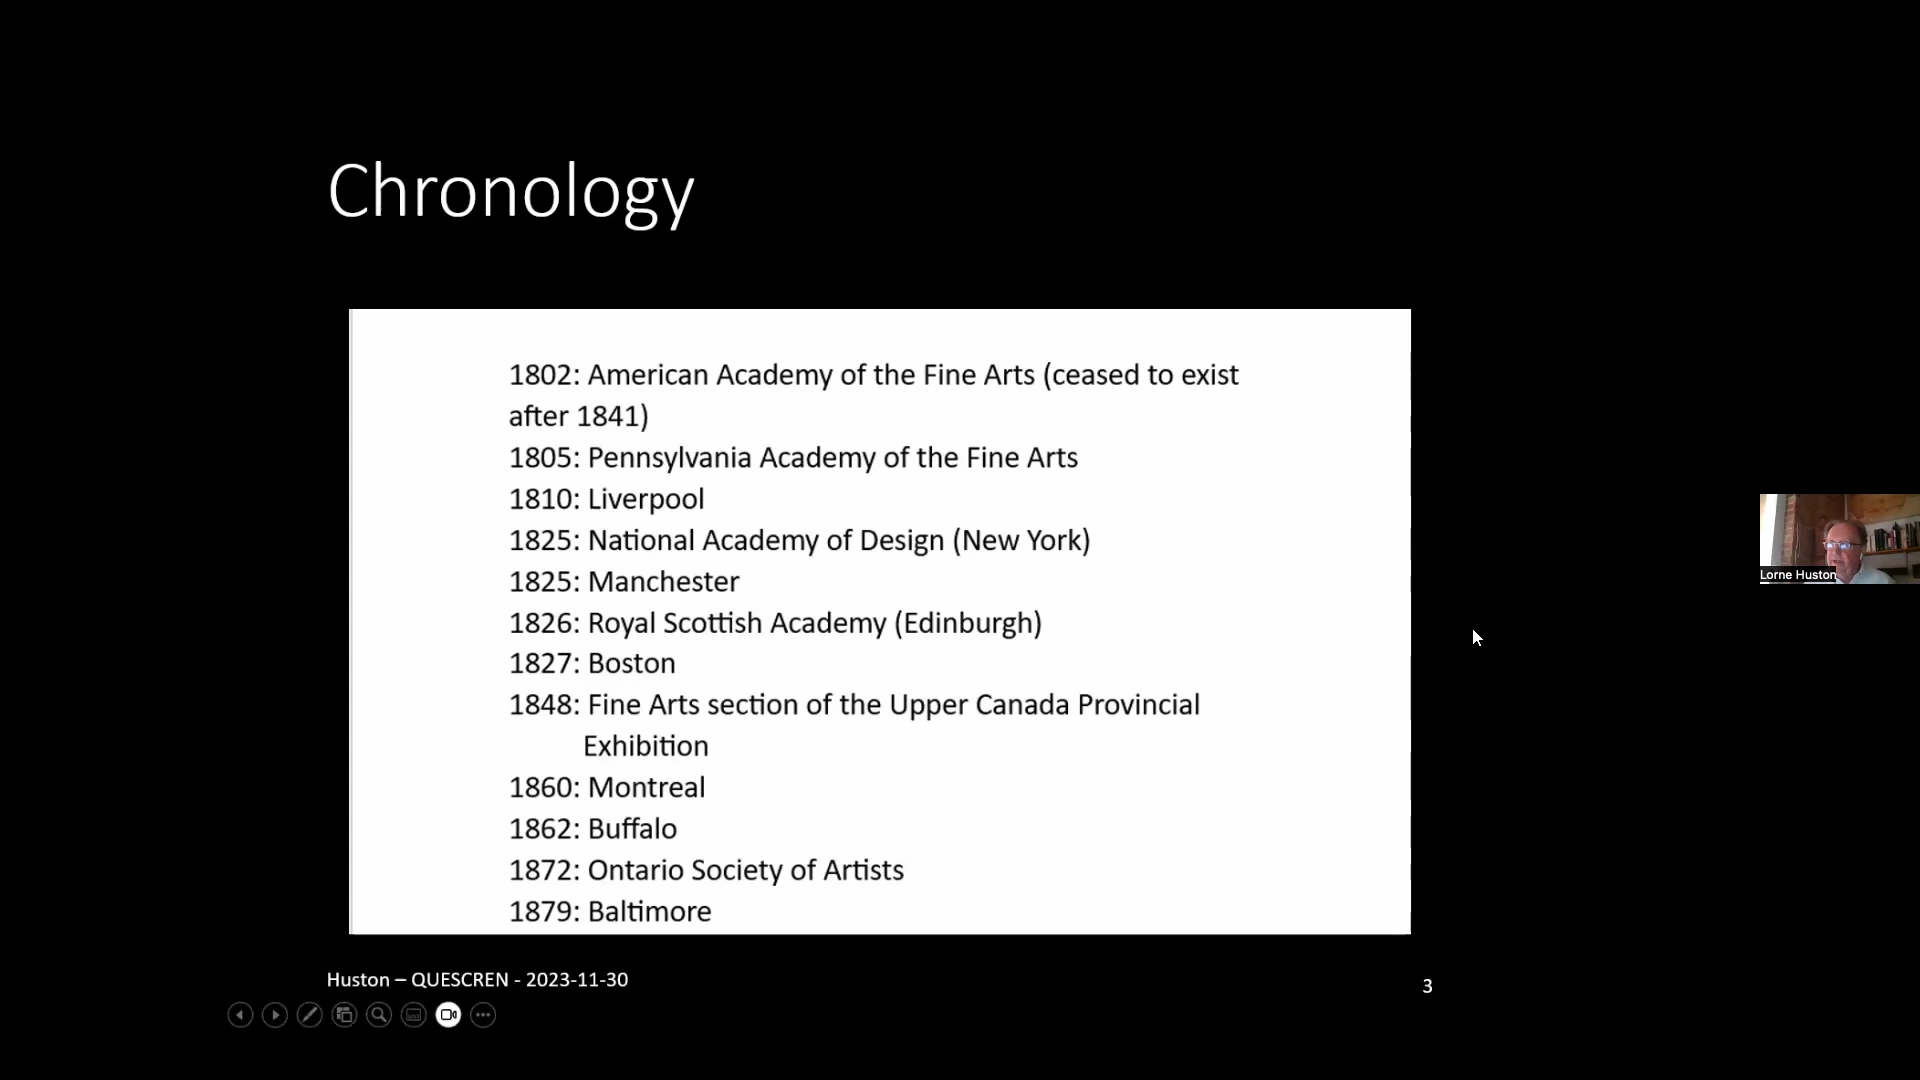 Chronology
1802: American Academy of the Fine Arts (ceased to exist
after 1841)
1805: Pennsylvania Academy of the Fine Arts
1810: Liverpool
1825: National Academy of Design (New York)
1825: Manchester
1826: Royal Scottish Academy (Edinburgh)
1827: Boston
1848: Fine Arts section of the Upper Canada Provincial
Exhibition
1860: Montreal
1862: Buffalo
1872: Ontario Society of Artists
1879: Baltimore
Lorne Huston
Huston – QUESCREN - 2023-11-30
3